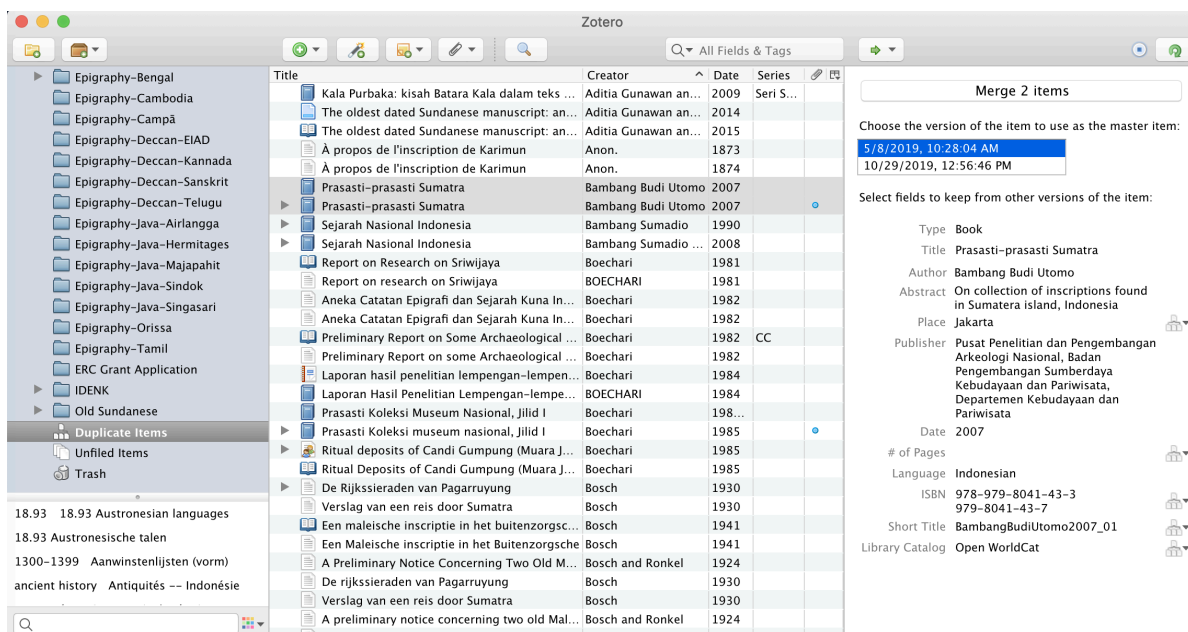 Zotero
All Fields & Tags
Epigraphy-Bengal
Epigraphy-Cambodia
Epigraphy-Campā
Epigraphy-Deccan-EIAD
Epigraphy-Deccan-Kannada
Epigraphy-Deccan-Sanskrit
Epigraphy-Deccan-Telugu
Epigraphy-Java-Airlangga
Epigraphy-Java-Hermitages
Epigraphy-Java-Majapahit
Epigraphy-Java-Sindok
Epigraphy-Java-Singasari
Epigraphy-Orissa
Epigraphy-Tamil
ERC Grant Application
IDENK
Old Sundanese
Duplicate Items
Unfiled Items
Trash
18.93 18.93 Austronesian languages
18.93 Austronesische talen
1300-1399 Aanwinstenlijsten (vorm)
ancient history Antiquités -- Indonésie
Title Creator Date Series
Kala Purbaka: kisah Batara Kala dalam teks ... Aditia Gunawan an... 2009 Seri S...
The oldest dated Sundanese manuscript: an... Aditia Gunawan an... 2014
The oldest dated Sundanese manuscript: an... Aditia Gunawan an... 2015
À propos de l'inscription de Karimun Anon. 1873
À propos de l'inscription de Karimun Anon. 1874
Prasasti-prasasti Sumatra Bambang Budi Utomo 2007
Prasasti-prasasti Sumatra Bambang Budi Utomo 2007
Sejarah Nasional Indonesia Bambang Sumadio 1990
Sejarah Nasional Indonesia Bambang Sumadio ... 2008
Report on Research on Sriwijaya Boechari 1981
Report on research on Sriwijaya BOECHARI 1981
Aneka Catatan Epigrafi dan Sejarah Kuna In... Boechari 1982
Aneka Catatan Epigrafi dan Sejarah Kuna In... Boechari 1982
Preliminary Report on Some Archaeological ... Boechari 1982 CC
Preliminary Report on some Archaeological ... Boechari 1982
Laporan hasil penelitian lempengan-lempen... Boechari 1984
Laporan Hasil Penelitian Lempengan-lempe... BOECHARI 1984
Prasasti Koleksi Museum Nasional, Jilid I Boechari 198...
Prasasti Koleksi museum nasional, Jilid I Boechari 1985
Ritual deposits of Candi Gumpung (Muara J... Boechari 1985
Ritual Deposits of Candi Gumpung (Muara J... Boechari 1985
De Rijkssieraden van Pagarruyung Bosch 1930
Verslag van een reis door Sumatra Bosch 1930
Een maleische inscriptie in het buitenzorgsc... Bosch 1941
Een Maleische inscriptie in het Buitenzorgsche Bosch 1941
A Preliminary Notice Concerning Two Old M... Bosch and Ronkel 1924
De rijkssieraden van Pagarruyung Bosch 1930
Verslag van een reis door Sumatra Bosch 1930
A preliminary notice concerning two old Mal... Bosch and Ronkel 1924
Merge 2 items
Choose the version of the item to use as the master item:
5/8/2019, 10:28:04 AM
10/29/2019, 12:56:46 PM
Select fields to keep from other versions of the item:
Type Book
Title Prasasti-prasasti Sumatra
Author Bambang Budi Utomo
Abstract On collection of inscriptions found
in Sumatera island, Indonesia
Place Jakarta
Publisher Pusat Penelitian dan Pengembangan
Arkeologi Nasional, Badan
Pengembangan Sumberdaya
Kebudayaan dan Pariwisata,
Departemen Kebudayaan dan
Pariwisata
Date 2007
# of Pages
Language Indonesian
ISBN 978-979-8041-43-3
979-8041-43-7
Short Title BambangBudiUtomo2007_01
Library Catalog Open WorldCat